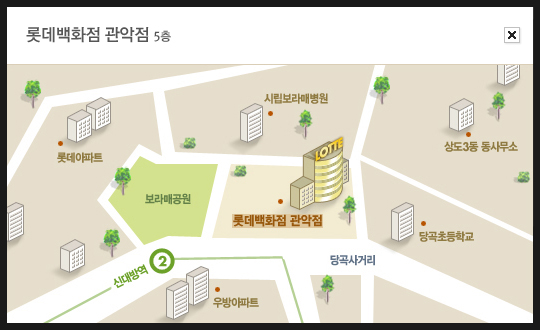 롯데백화점 관악점 5층
시립보라매병원
LOTTE
상도3동 동사무소
롯데아파트
보라매공원
롯데백화점 관악점
당곡초등학교
당곡사거리
2
신대방역
우방아파트